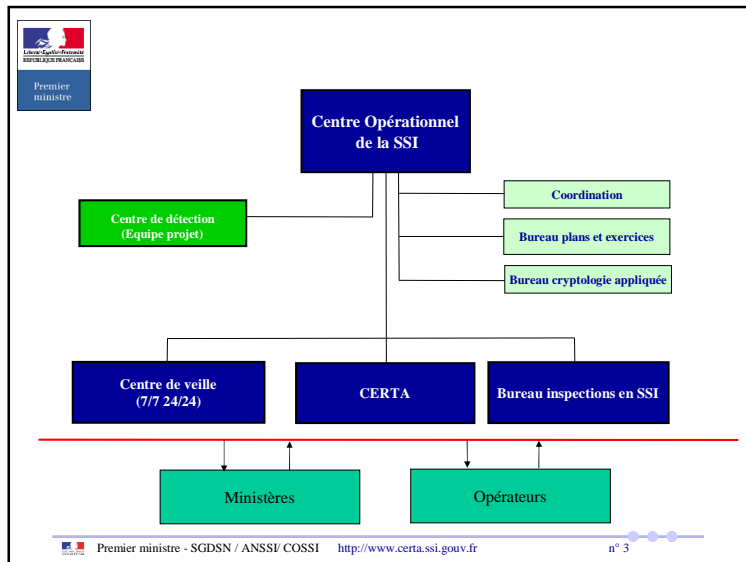 Liberté • Égalité • Fraternité
RÉPUBLIQUE FRANÇAISE
Premier
ministre
Centre Opérationnel
de la SSI
Coordination
Centre de détection
(Equipe projet)
Bureau plans et exercices
Bureau cryptologie appliquée
Centre de veille
(7/7 24/24)
CERTA
Bureau inspections en SSI
Ministères
Opérateurs
Premier ministre - SGDSN / ANSSI/ COSSI http://www.certa.ssi.gouv.fr n° 3